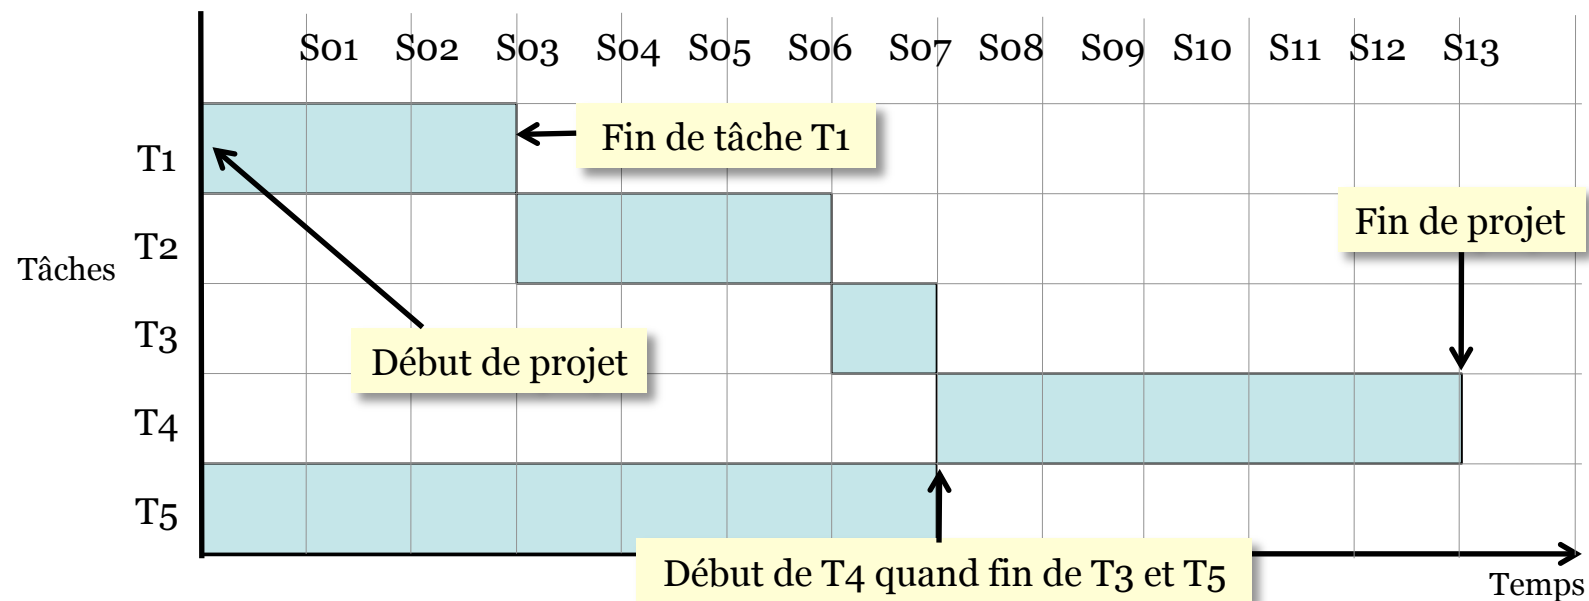 S01 S02 S03 S04 S05 S06 S07 S08 S09 S10 S11 S12 S13
Fin de tâche T1
T1
Fin de projet
T2
Tâches
T3
Début de projet
T4
T5
Début de T4 quand fin de T3 et T5
Temps